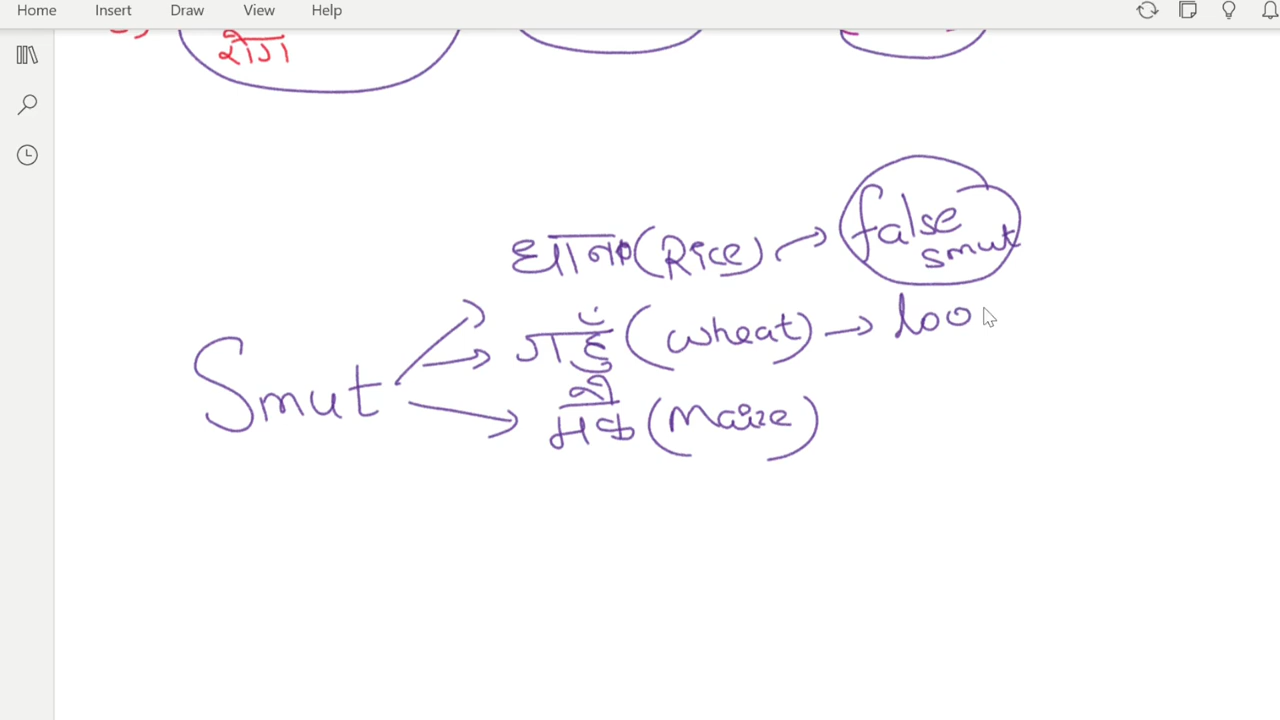 Home Insert Draw View Help
रोग
धान (Rice) → false smut
गेहूँ (wheat) → loo
Smut
मक्के (Maize)